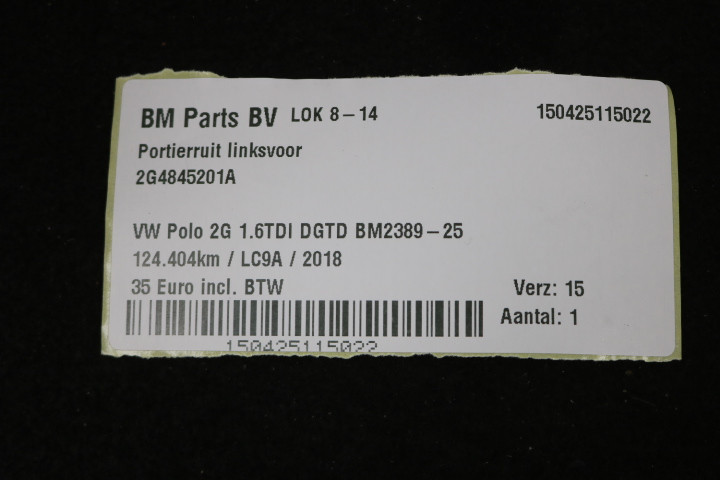 BM Parts BV LOK 8-14 150425115022
Portierruit linksvoor
2G4845201A
VW Polo 2G 1.6TDI DGTD BM2389-25
124.404km / LC9A / 2018
35 Euro incl. BTW Verz: 15
Aantal: 1
150425115022